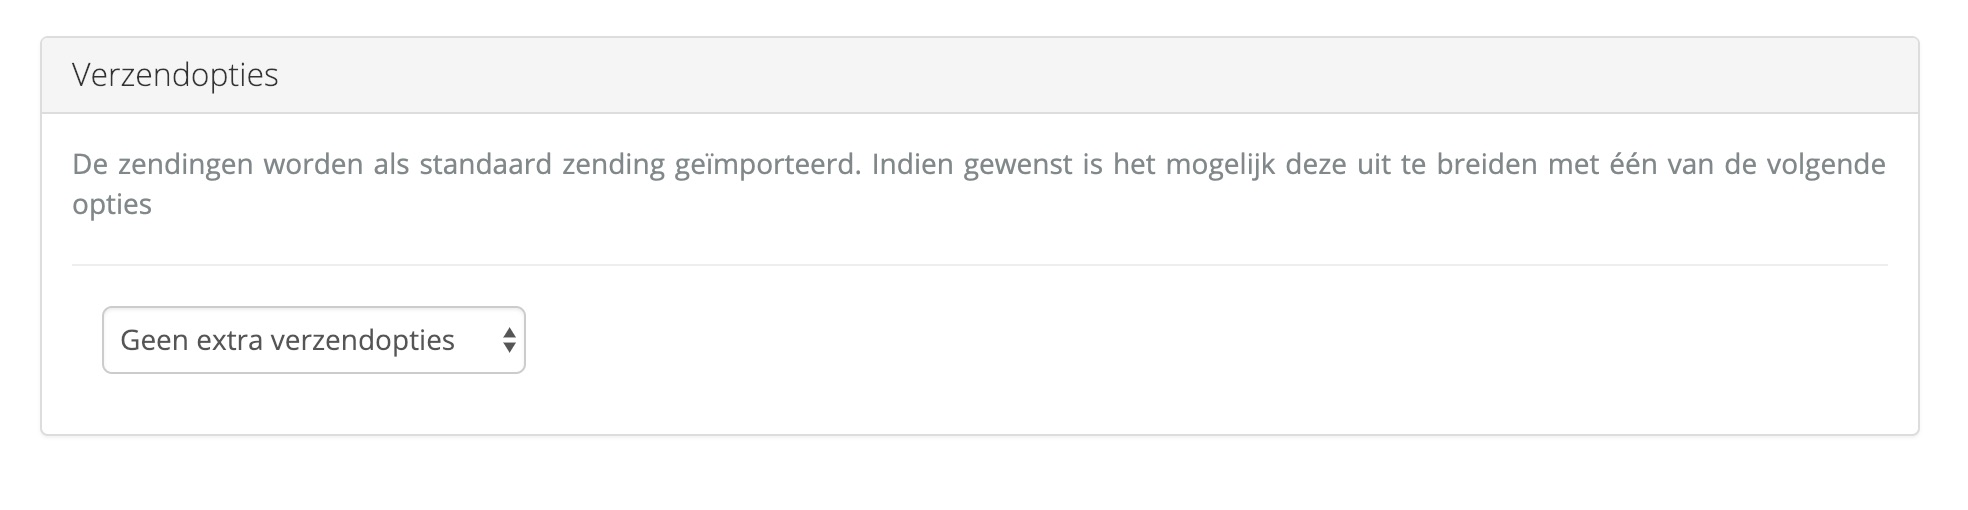 Verzendopties
De zendingen worden als standaard zending geïmporteerd. Indien gewenst is het mogelijk deze uit te breiden met één van de volgende
opties
Geen extra verzendopties